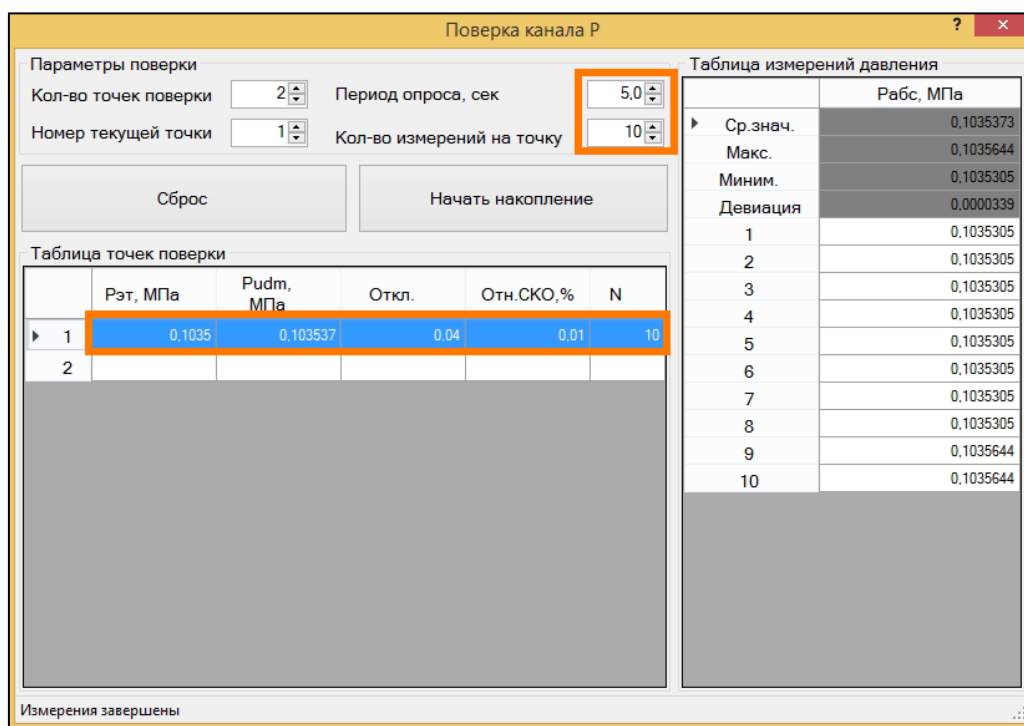 Поверка канала P
?
×
Параметры поверки
Кол-во точек поверки 2
Период опроса, сек 5,0
Номер текущей точки 1
Кол-во измерений на точку 10
Сброс
Начать накопление
Таблица точек поверки
Рэт, МПа Pudm, МПа Откл. Отн.СКО,% N
1 0,1035 0,103537 0,04 0,01 10
2
Таблица измерений давления
Рабс, МПа
Ср.знач. 0,1035373
Макс. 0,1035644
Миним. 0,1035305
Девиация 0,0000339
1 0,1035305
2 0,1035305
3 0,1035305
4 0,1035305
5 0,1035305
6 0,1035305
7 0,1035305
8 0,1035305
9 0,1035644
10 0,1035644
Измерения завершены